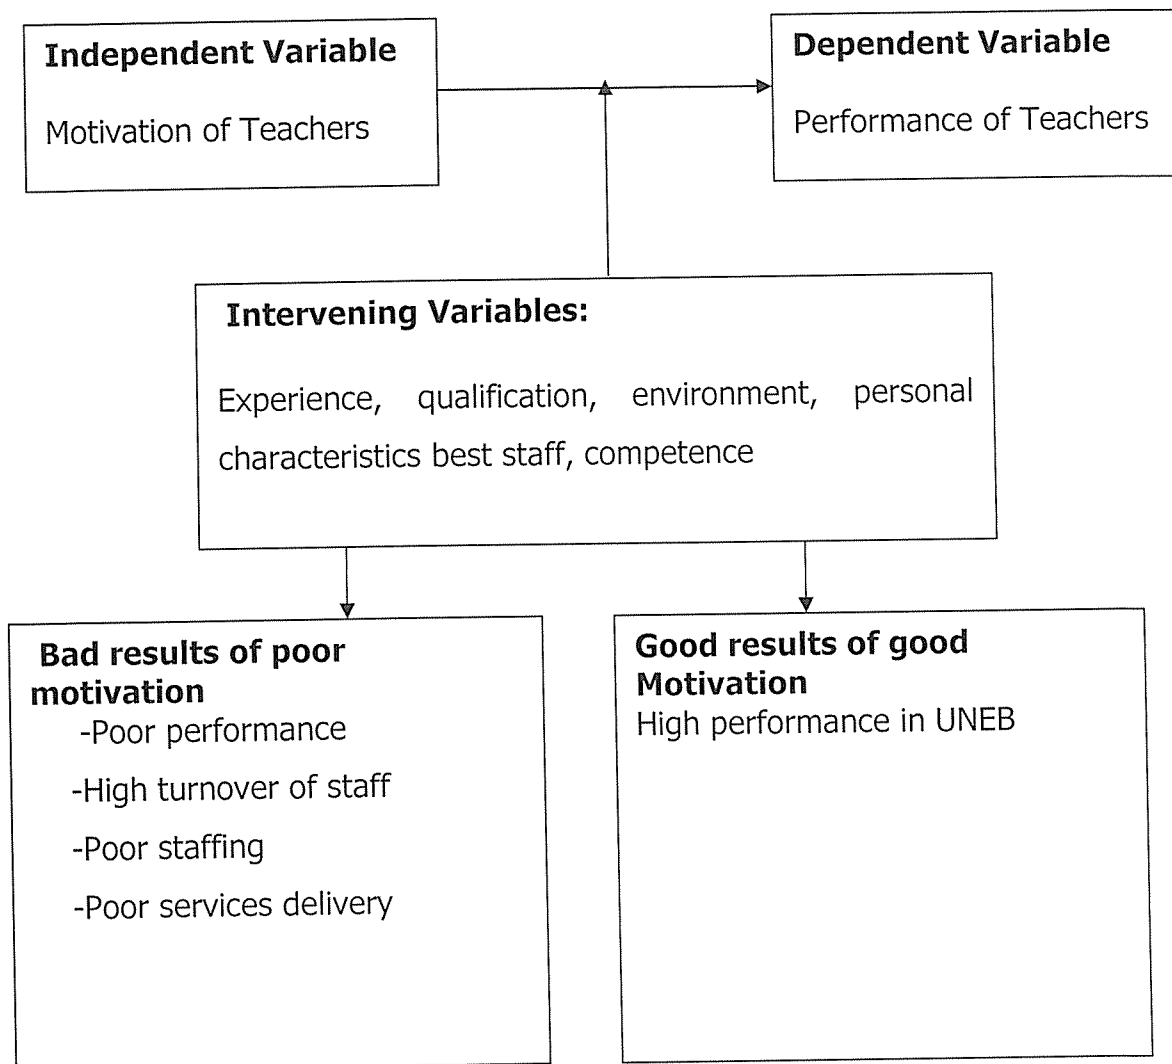 Independent Variable
Motivation of Teachers
Dependent Variable
Performance of Teachers
Intervening Variables:
Experience, qualification, environment, personal
characteristics best staff, competence
Bad results of poor
motivation
-Poor performance
-High turnover of staff
-Poor staffing
-Poor services delivery
Good results of good
Motivation
High performance in UNEB